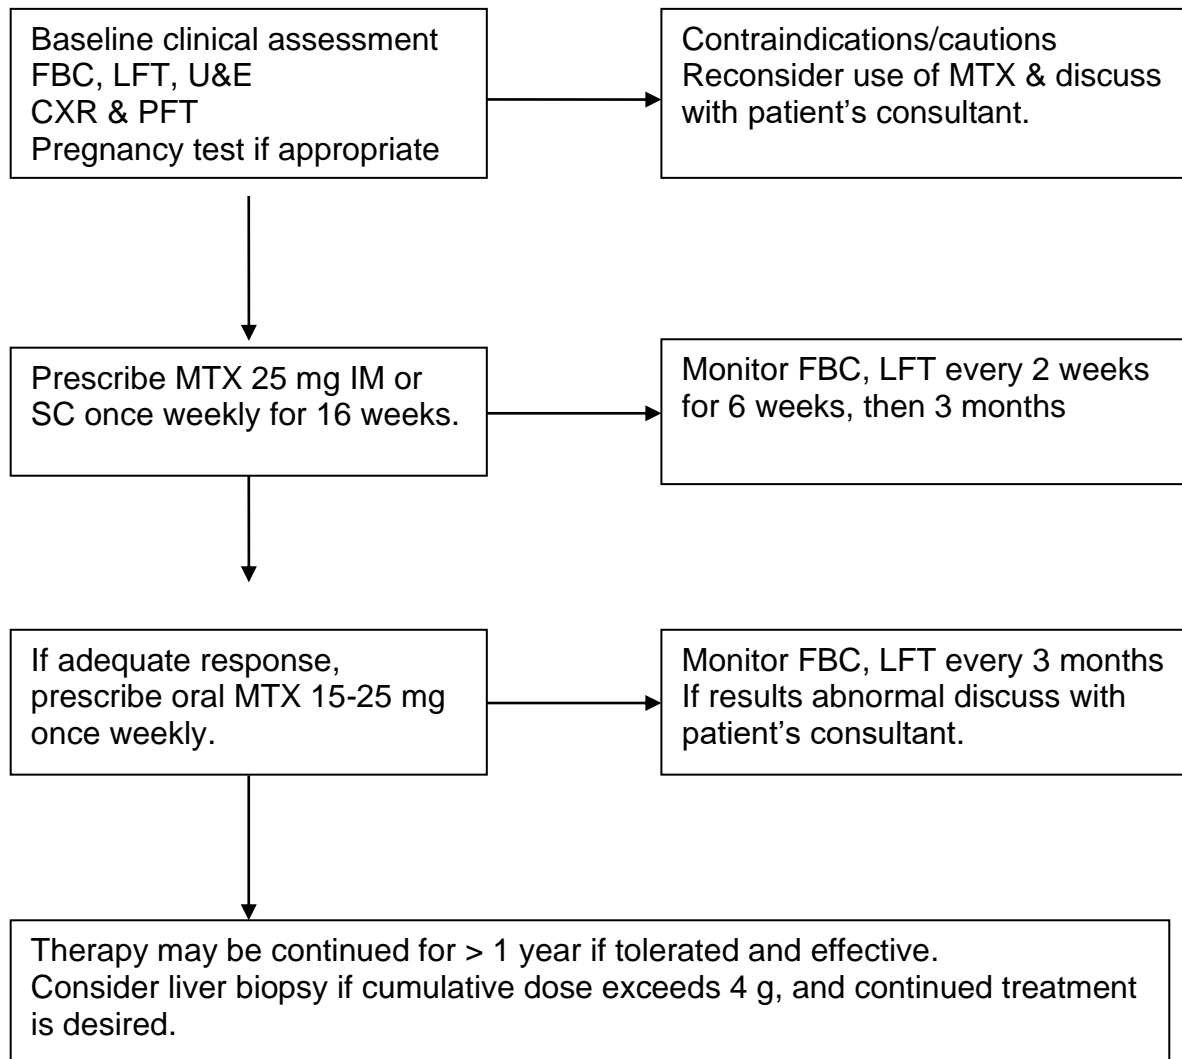 Baseline clinical assessment
FBC, LFT, U&E
CXR & PFT
Pregnancy test if appropriate
Contraindications/cautions
Reconsider use of MTX & discuss
with patient's consultant.
Prescribe MTX 25 mg IM or
SC once weekly for 16 weeks.
Monitor FBC, LFT every 2 weeks
for 6 weeks, then 3 months
If adequate response,
prescribe oral MTX 15-25 mg
once weekly.
Monitor FBC, LFT every 3 months
If results abnormal discuss with
patient's consultant.
Therapy may be continued for > 1 year if tolerated and effective.
Consider liver biopsy if cumulative dose exceeds 4 g, and continued treatment
is desired.